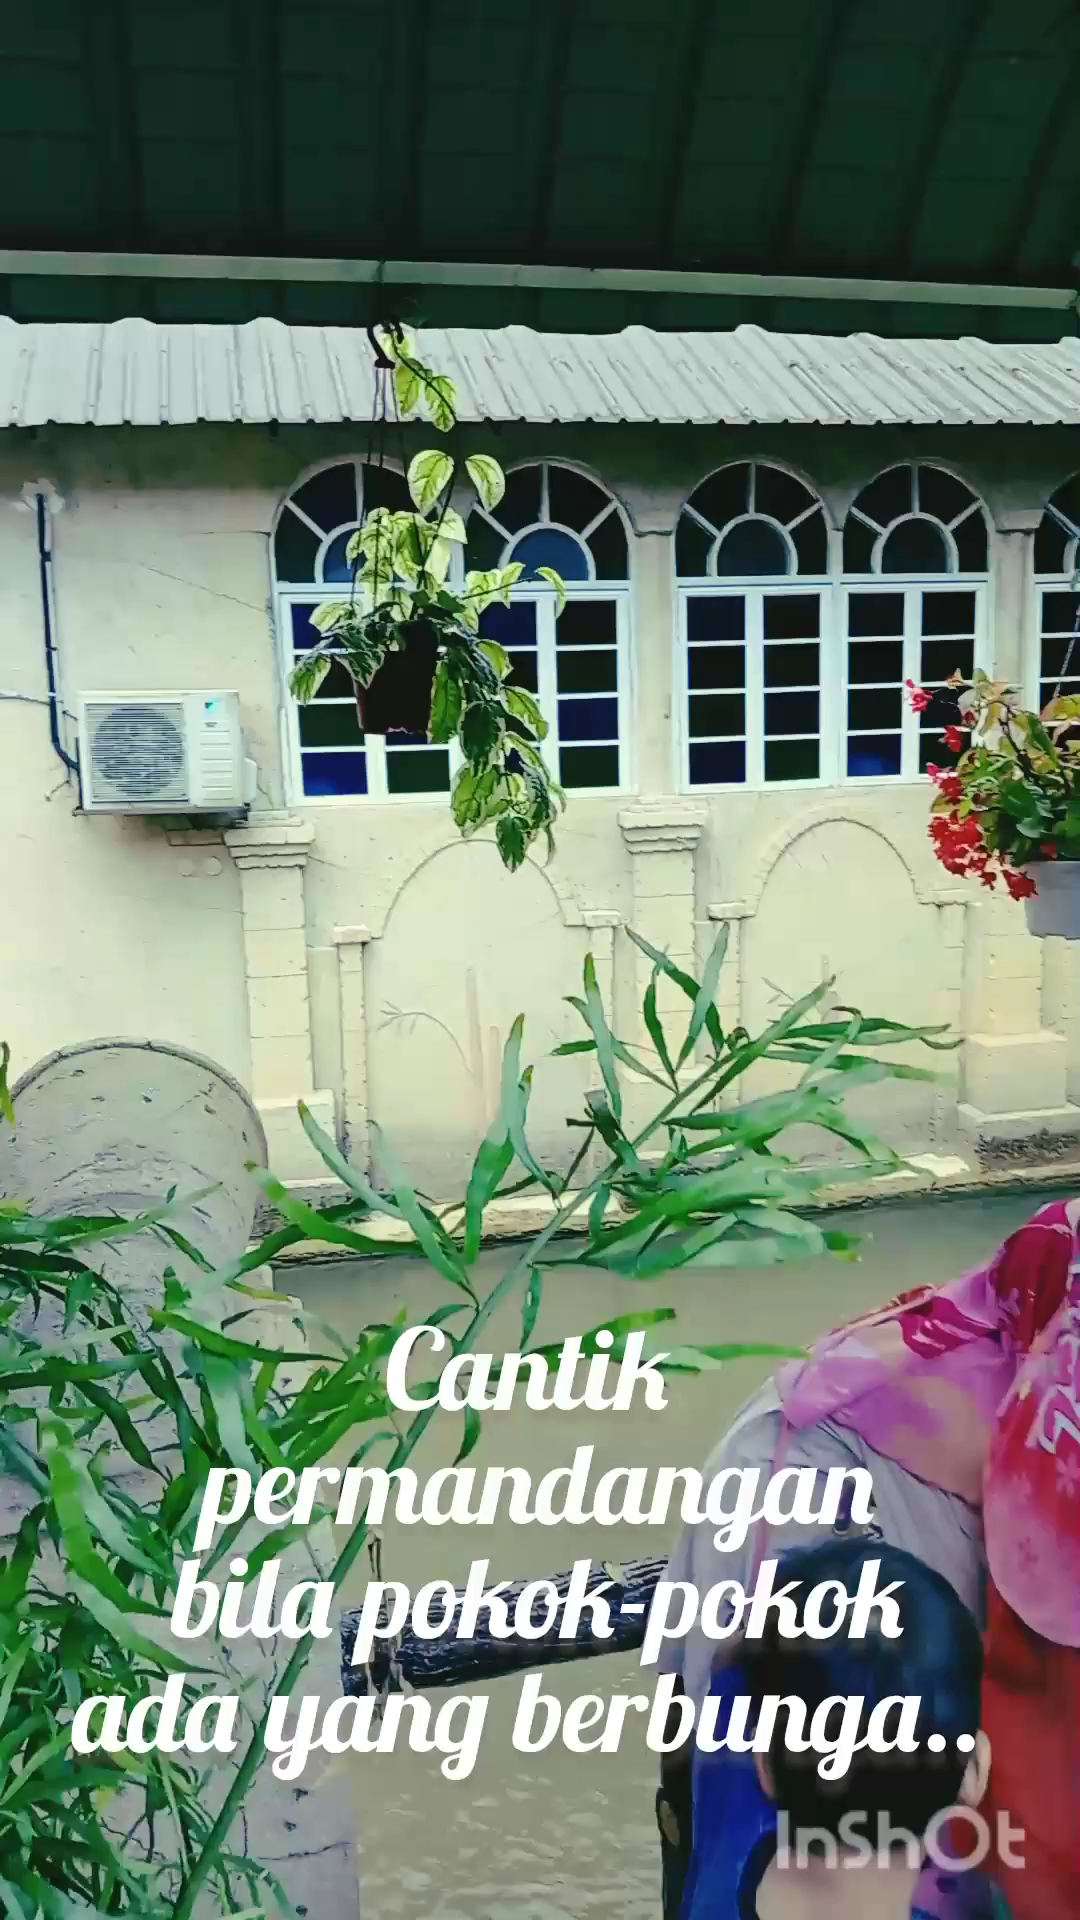 Cantik
permandangan
bila pokok-pokok
ada yang berbunga..
InShOt